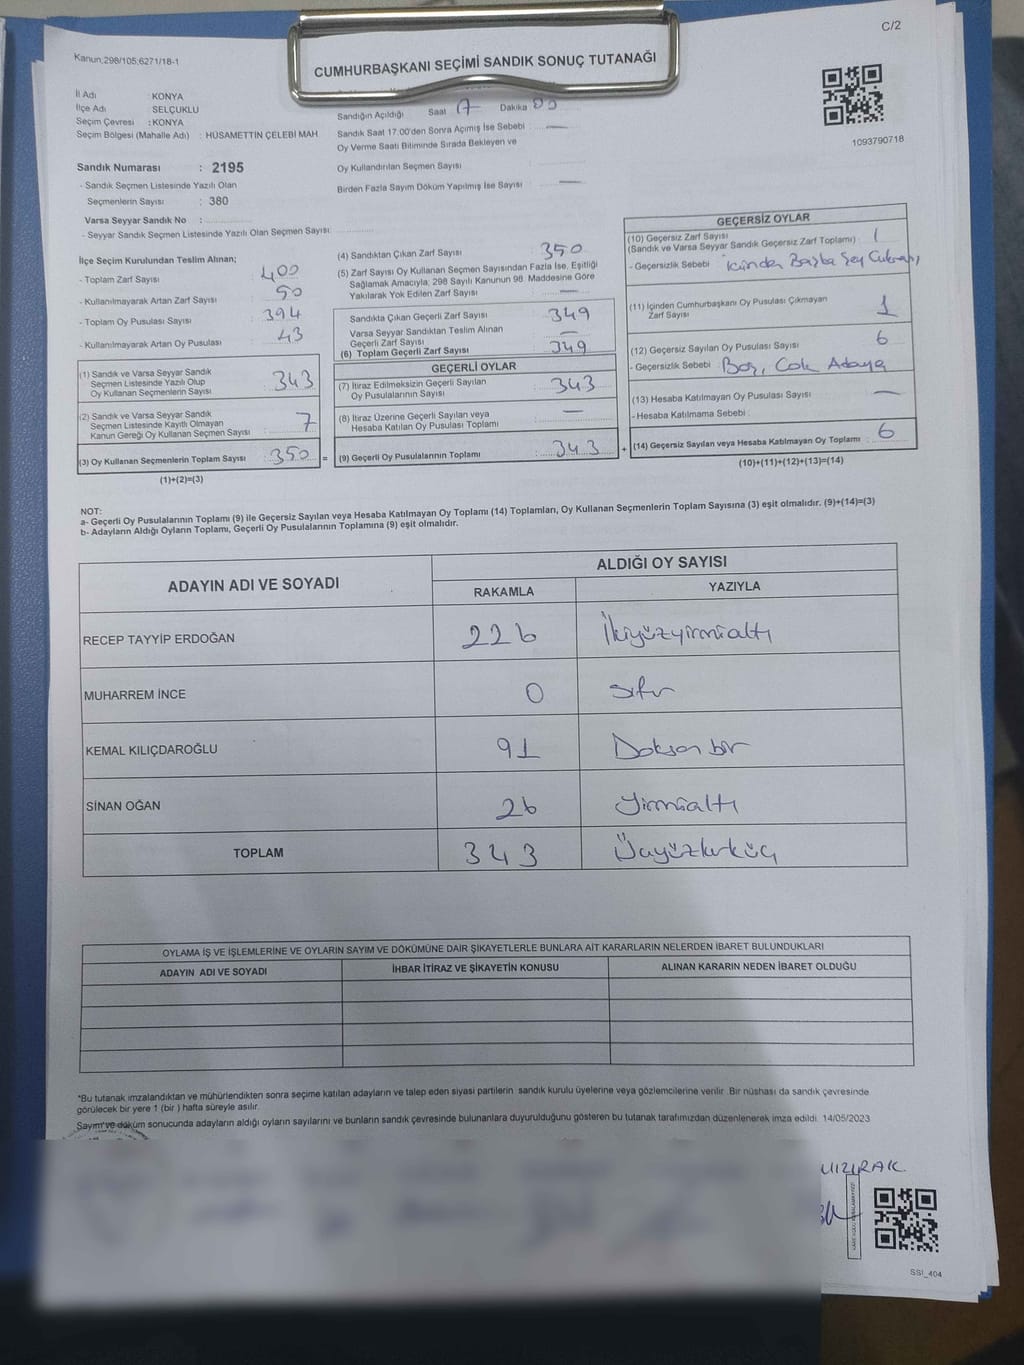 C/2
Kanun,298/105;6271/18-1
CUMHURBAŞKANI SEÇİMİ SANDIK SONUÇ TUTANAĞI
1093790718
İl Adı : KONYA
İlçe Adı : SELÇUKLU
Seçim Çevresi : KONYA
Seçim Bölgesi (Mahalle Adı) : HÜSAMETTİN ÇELEBİ MAH
Sandık Numarası : 2195
- Sandık Seçmen Listesinde Yazılı Olan
Seçmenlerin Sayısı : 380
Varsa Seyyar Sandık No :
- Seyyar Sandık Seçmen Listesinde Yazılı Olan Seçmen Sayısı:
Sandığın Açıldığı Saat 17 Dakika 00
Sandık Saat 17.00'den Sonra Açımış İse Sebebi : —
Oy Verme Saati Bitiminde Sırada Bekleyen ve
Oy Kullandırılan Seçmen Sayısı :
Birden Fazla Sayım Döküm Yapılmış İse Sayısı : —
İlçe Seçim Kurulundan Teslim Alınan;
- Toplam Zarf Sayısı : 400
- Kullanılmayarak Artan Zarf Sayısı : 50
- Toplam Oy Pusulası Sayısı : 394
- Kullanılmayarak Artan Oy Pusulası : 43
(1) Sandık ve Varsa Seyyar Sandık
Seçmen Listesinde Yazılı Olup
Oy Kullanan Seçmenlerin Sayısı : 343
(2) Sandık ve Varsa Seyyar Sandık
Seçmen Listesinde Kayıtlı Olmayan
Kanun Gereği Oy Kullanan Seçmen Sayısı : 7
(3) Oy Kullanan Seçmenlerin Toplam Sayısı : 350 =
(1)+(2)=(3)
(4) Sandıktan Çıkan Zarf Sayısı : 350
(5) Zarf Sayısı Oy Kullanan Seçmen Sayısından Fazla İse, Eşitliği
Sağlamak Amacıyla; 298 Sayılı Kanunun 98. Maddesine Göre
Yakılarak Yok Edilen Zarf Sayısı : —
Sandıkta Çıkan Geçerli Zarf Sayısı : 349
Varsa Seyyar Sandıktan Teslim Alınan
Geçerli Zarf Sayısı : —
(6) Toplam Geçerli Zarf Sayısı : 349
GEÇERLİ OYLAR
(7) İtiraz Edilmeksizin Geçerli Sayılan
Oy Pusulasının Sayısı : 343
(8) İtiraz Üzerine Geçerli Sayılan veya
Hesaba Katılan Oy Pusulası Toplamı : —
(9) Geçerli Oy Pusulalarının Toplamı : 343 +
GEÇERSİZ OYLAR
(10) Geçersiz Zarf Sayısı
(Sandık ve Varsa Seyyar Sandık Geçersiz Zarf Toplamı) : 1
- Geçersizlik Sebebi : içinden Başka Şey Çıkması
(11) İçinden Cumhurbaşkanı Oy Pusulası Çıkmayan
Zarf Sayısı : 1
(12) Geçersiz Sayılan Oy Pusulası Sayısı : 6
- Geçersizlik Sebebi : Boş, Çok Adaya
(13) Hesaba Katılmayan Oy Pusulası Sayısı : —
- Hesaba Katılmama Sebebi :
(14) Geçersiz Sayılan veya Hesaba Katılmayan Oy Toplamı : 6
(10)+(11)+(12)+(13)=(14)
NOT:
a- Geçerli Oy Pusulalarının Toplamı (9) ile Geçersiz Sayılan veya Hesaba Katılmayan Oy Toplamı (14) Toplamları, Oy Kullanan Seçmenlerin Toplam Sayısına (3) eşit olmalıdır. (9)+(14)=(3)
b- Adayların Aldığı Oyların Toplamı, Geçerli Oy Pusulalarının Toplamına (9) eşit olmalıdır.
ADAYIN ADI VE SOYADI ALDIĞI OY SAYISI
RAKAMLA YAZIYLA
RECEP TAYYİP ERDOĞAN 226 İkiyüzyirmialtı
MUHARREM İNCE 0 Sıfır
KEMAL KILIÇDAROĞLU 91 Doksan bir
SİNAN OĞAN 26 Yirmialtı
TOPLAM 343 Üçyüzkırküç
OYLAMA İŞ VE İŞLEMLERİNE VE OYLARIN SAYIM VE DÖKÜMÜNE DAİR ŞİKAYETLERLE BUNLARA AİT KARARLARIN NELERDEN İBARET BULUNDUKLARI
ADAYIN ADI VE SOYADI İHBAR İTİRAZ VE ŞİKAYETİN KONUSU ALINAN KARARIN NEDEN İBARET OLDUĞU
*Bu tutanak imzalandıktan ve mühürlendikten sonra seçime katılan adayların ve talep eden siyasi partilerin sandık kurulu üyelerine veya gözlemcilerine verilir. Bir nüshası da sandık çevresinde
görülecek bir yere 1 (bir ) hafta süreyle asılır.
Sayım ve döküm sonucunda adayların aldığı oyların sayılarını ve bunların sandık çevresinde bulunanlara duyurulduğunu gösteren bu tutanak tarafımızdan düzenlenerek imza edildi. 14/05/2023
SSI_404